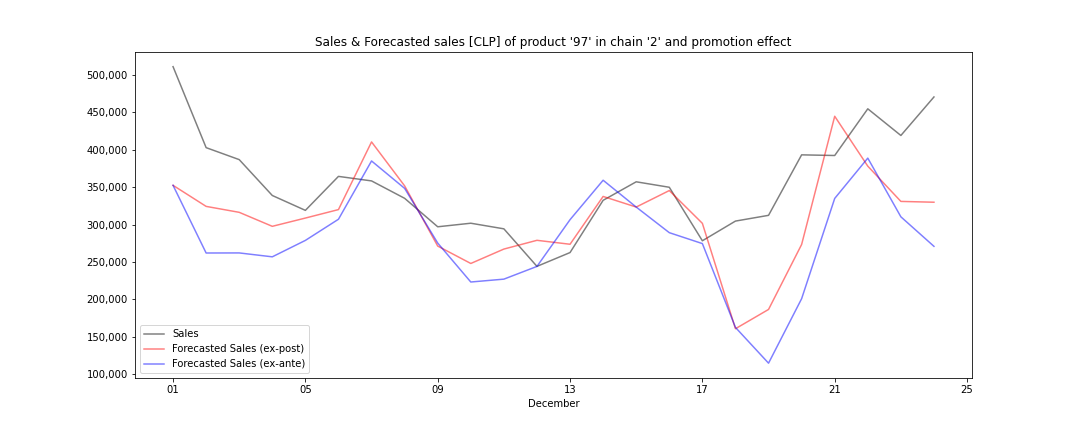 Sales & Forecasted sales [CLP] of product '97' in chain '2' and promotion effect
500,000
450,000
400,000
350,000
300,000
250,000
200,000
150,000
100,000
Sales
Forecasted Sales (ex-post)
Forecasted Sales (ex-ante)
01 05 09 13 17 21 25
December